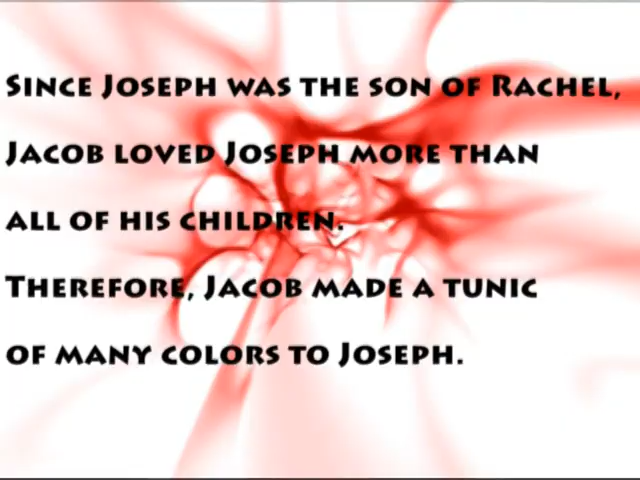 Since Joseph was the son of Rachel,
Jacob loved Joseph more than
all of his children.
Therefore, Jacob made a tunic
of many colors to Joseph.